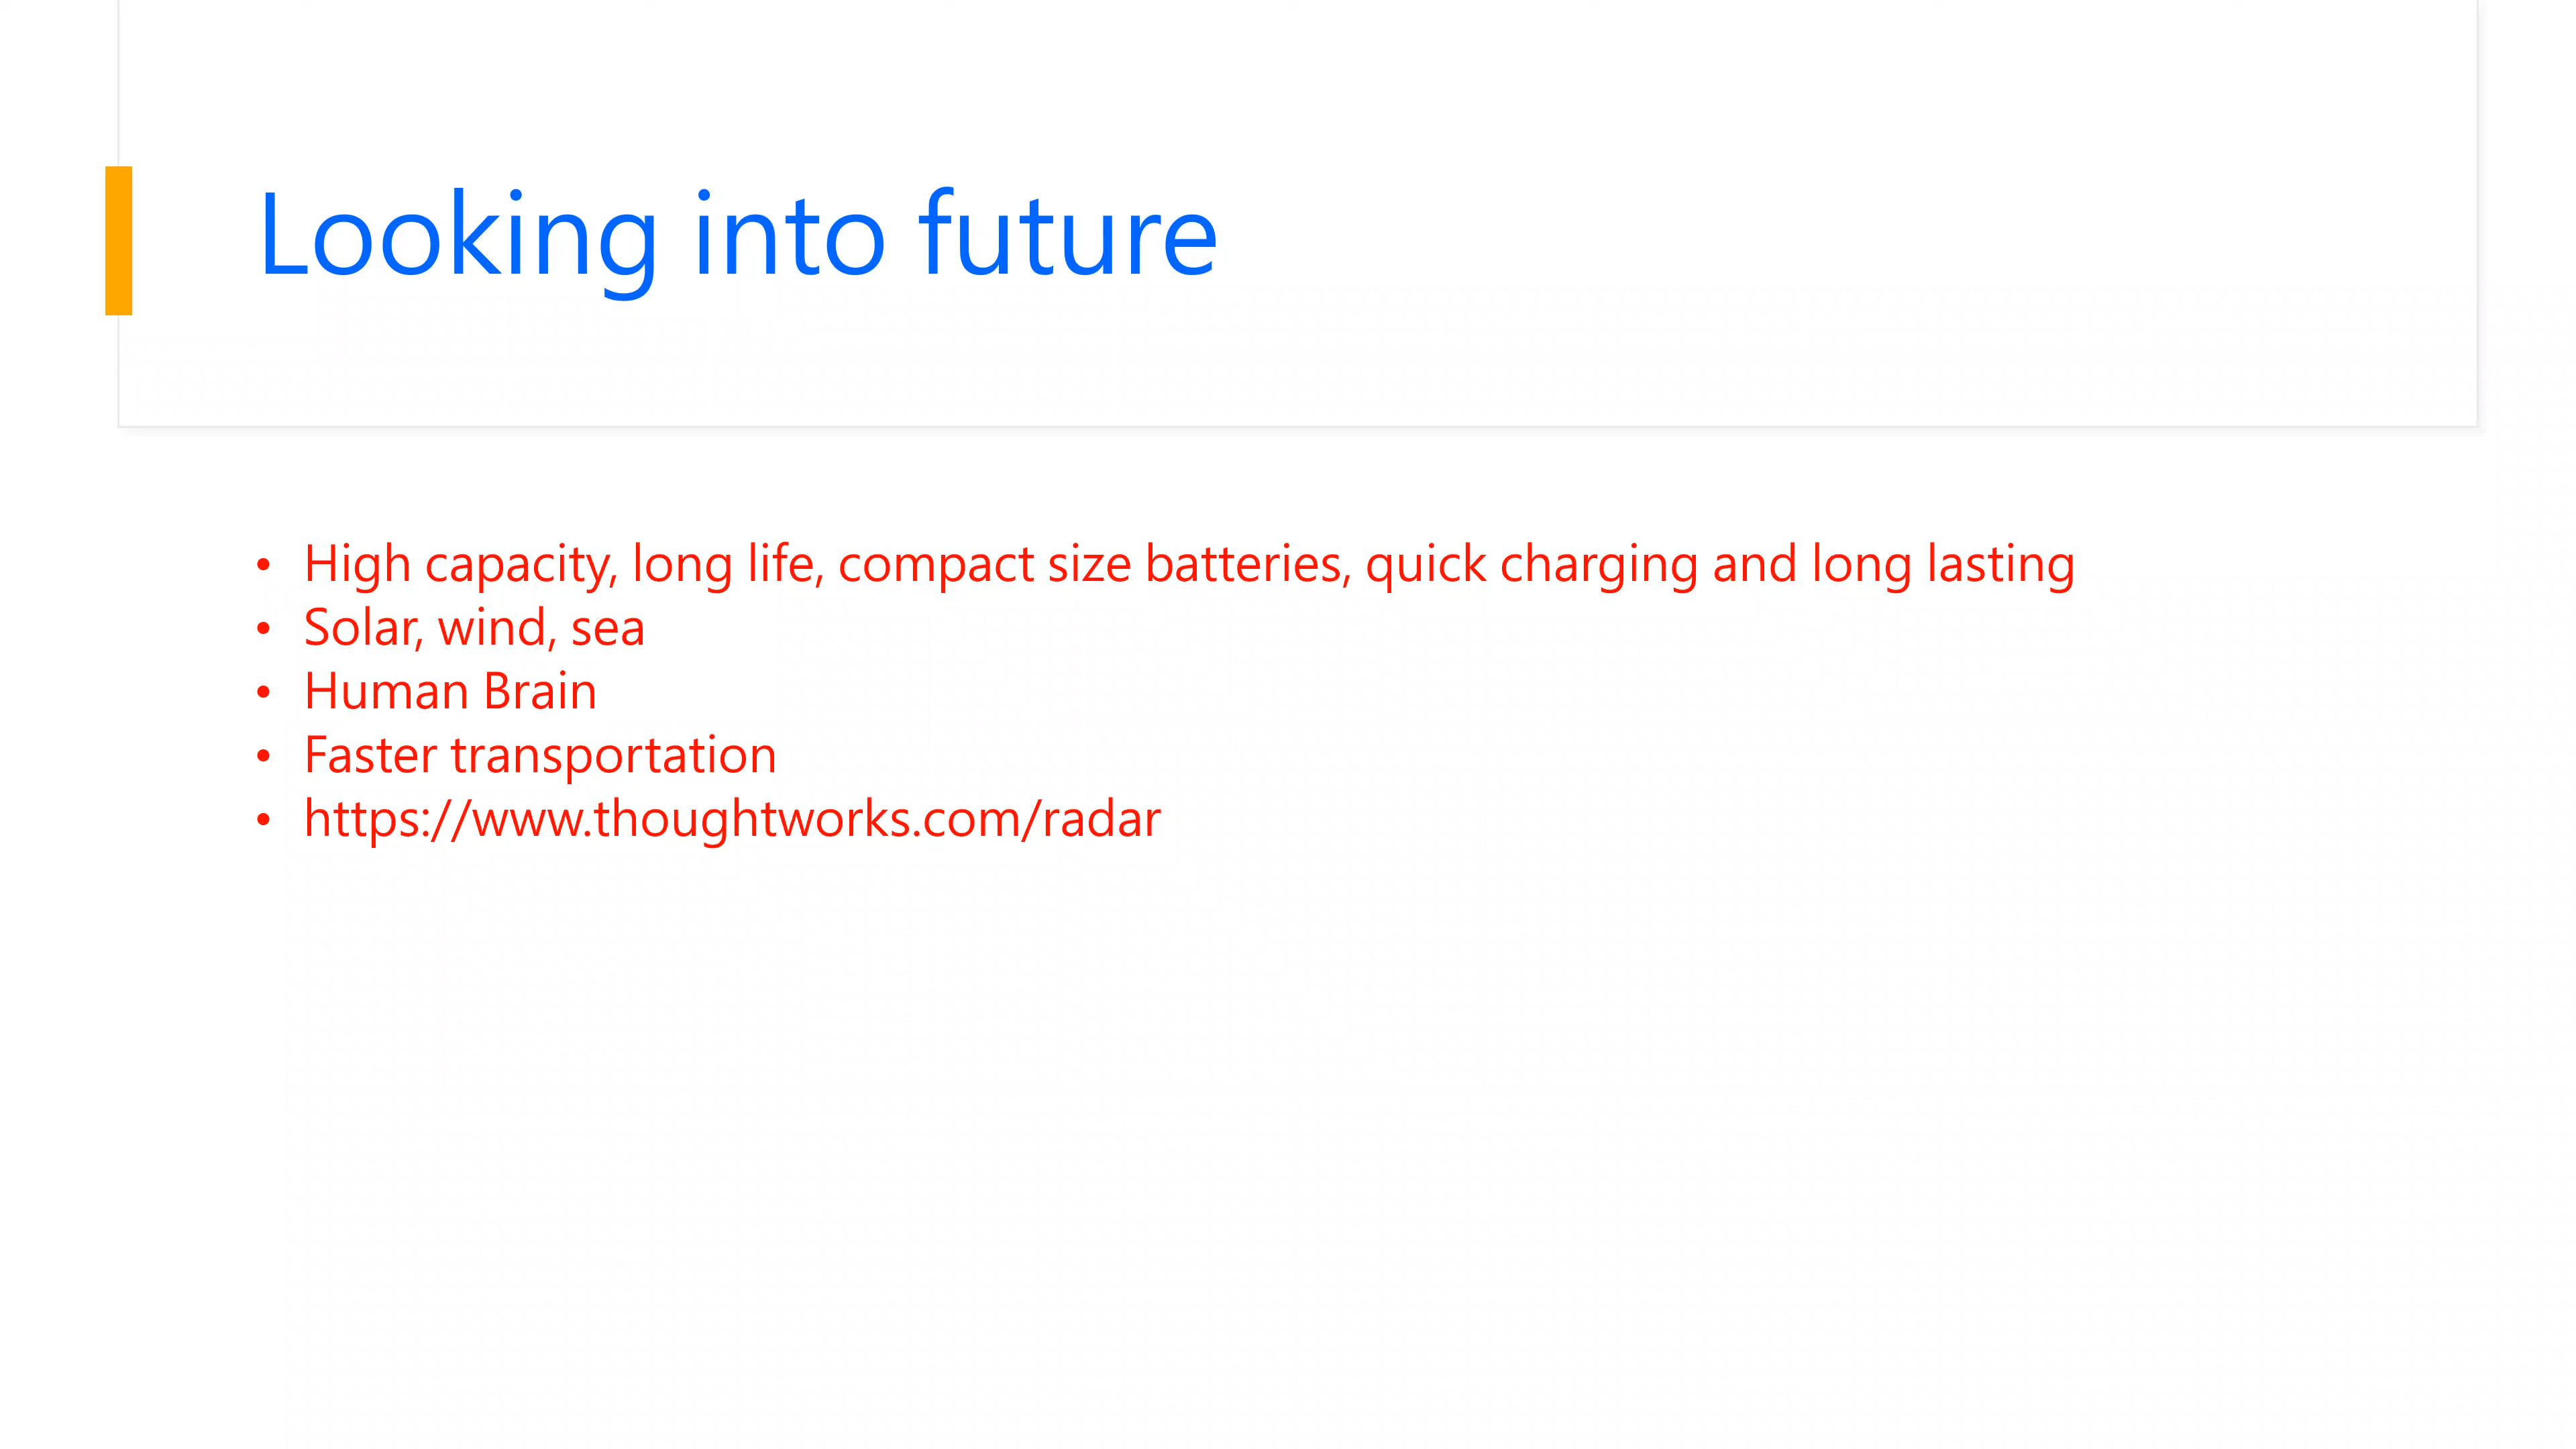 Looking into future
• High capacity, long life, compact size batteries, quick charging and long lasting
• Solar, wind, sea
• Human Brain
• Faster transportation
• https://www.thoughtworks.com/radar